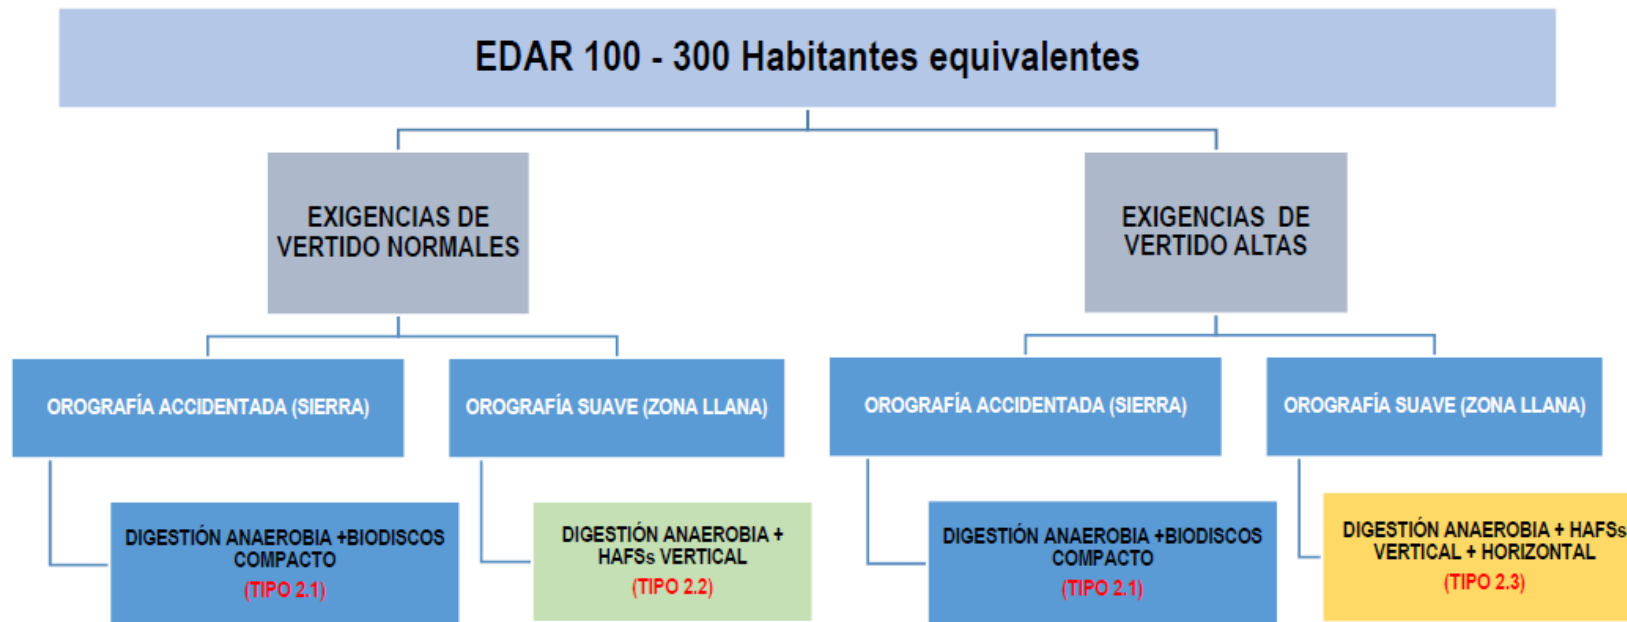 EDAR 100 - 300 Habitantes equivalentes
EXIGENCIAS DE
VERTIDO NORMALES
EXIGENCIAS DE
VERTIDO ALTAS
OROGRAFÍA ACCIDENTADA (SIERRA)
OROGRAFÍA SUAVE (ZONA LLANA)
OROGRAFÍA ACCIDENTADA (SIERRA)
OROGRAFÍA SUAVE (ZONA LLANA)
DIGESTIÓN ANAEROBIA +BIODISCOS
COMPACTO
(TIPO 2.1)
DIGESTIÓN ANAEROBIA +
HAFSs VERTICAL
(TIPO 2.2)
DIGESTIÓN ANAEROBIA +BIODISCOS
COMPACTO
(TIPO 2.1)
DIGESTIÓN ANAEROBIA + HAFSs
VERTICAL + HORIZONTAL
(TIPO 2.3)